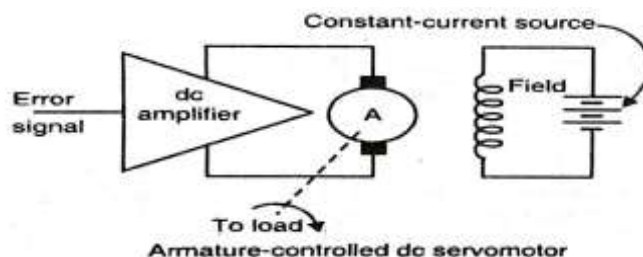 Constant-current source
Error
signal
dc
amplifier
A
Field
To load
Armature-controlled dc servomotor